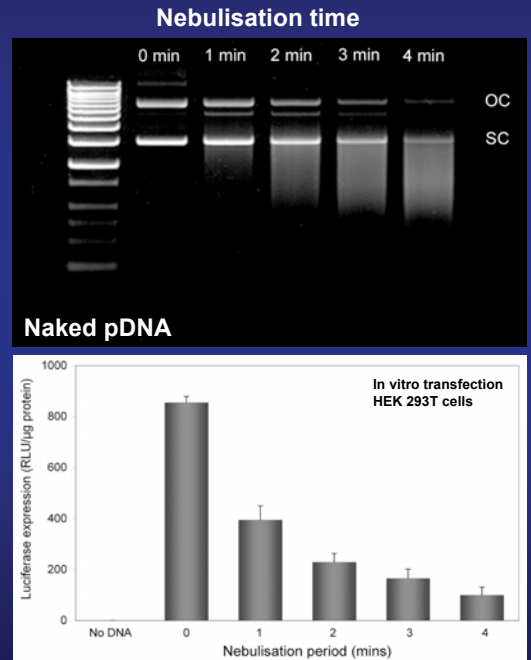 Nebulisation time
0 min 1 min 2 min 3 min 4 min
OC
SC
Naked pDNA
1000
In vitro transfection
HEK 293T cells
800
600
400
200
0
Luciferase expression (RLU/µg protein)
No DNA 0 1 2 3 4
Nebulisation period (mins)